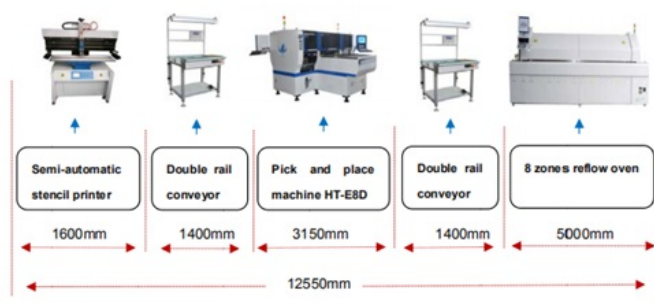 Semi-automatic
stencil printer
Double rail
conveyor
Pick and place
machine HT-E8D
Double rail
conveyor
8 zones reflow oven
1600mm
1400mm
3150mm
1400mm
5000mm
12550mm